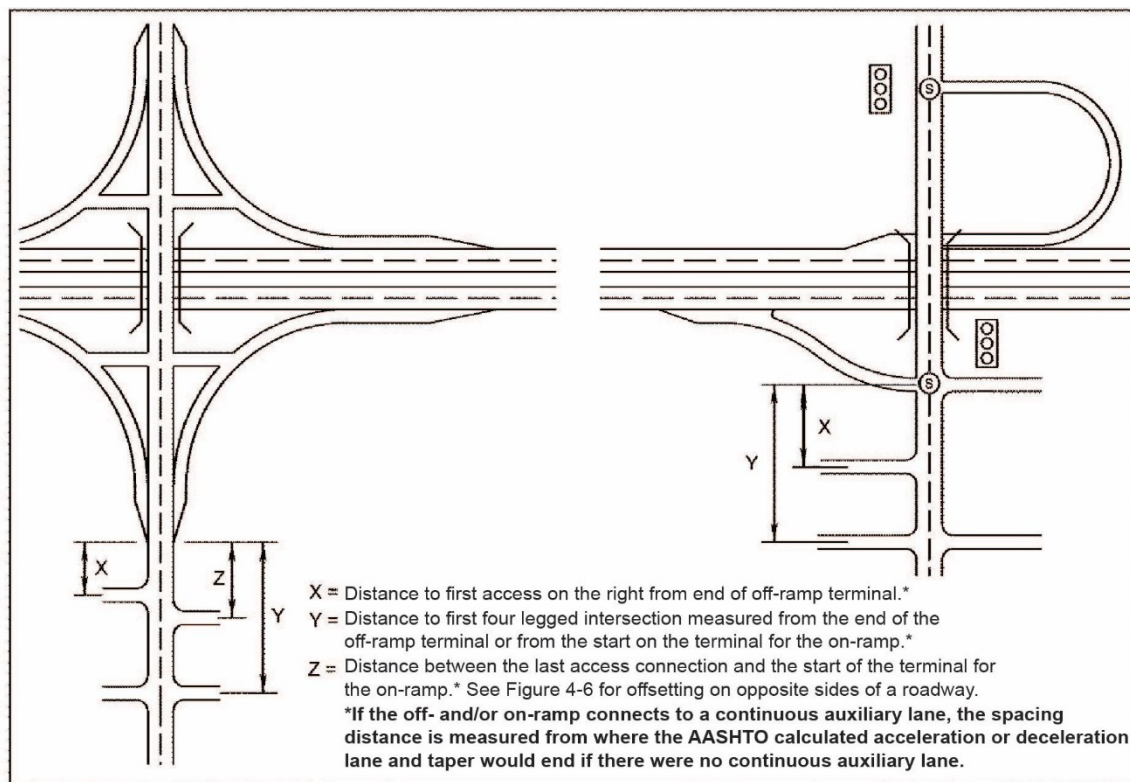 S
S
X
Y
X
Z
Y
X = Distance to first access on the right from end of off-ramp terminal.*
Y = Distance to first four legged intersection measured from the end of the
off-ramp terminal or from the start on the terminal for the on-ramp.*
Z = Distance between the last access connection and the start of the terminal for
the on-ramp.* See Figure 4-6 for offsetting on opposite sides of a roadway.
*If the off- and/or on-ramp connects to a continuous auxiliary lane, the spacing
distance is measured from where the AASHTO calculated acceleration or deceleration
lane and taper would end if there were no continuous auxiliary lane.